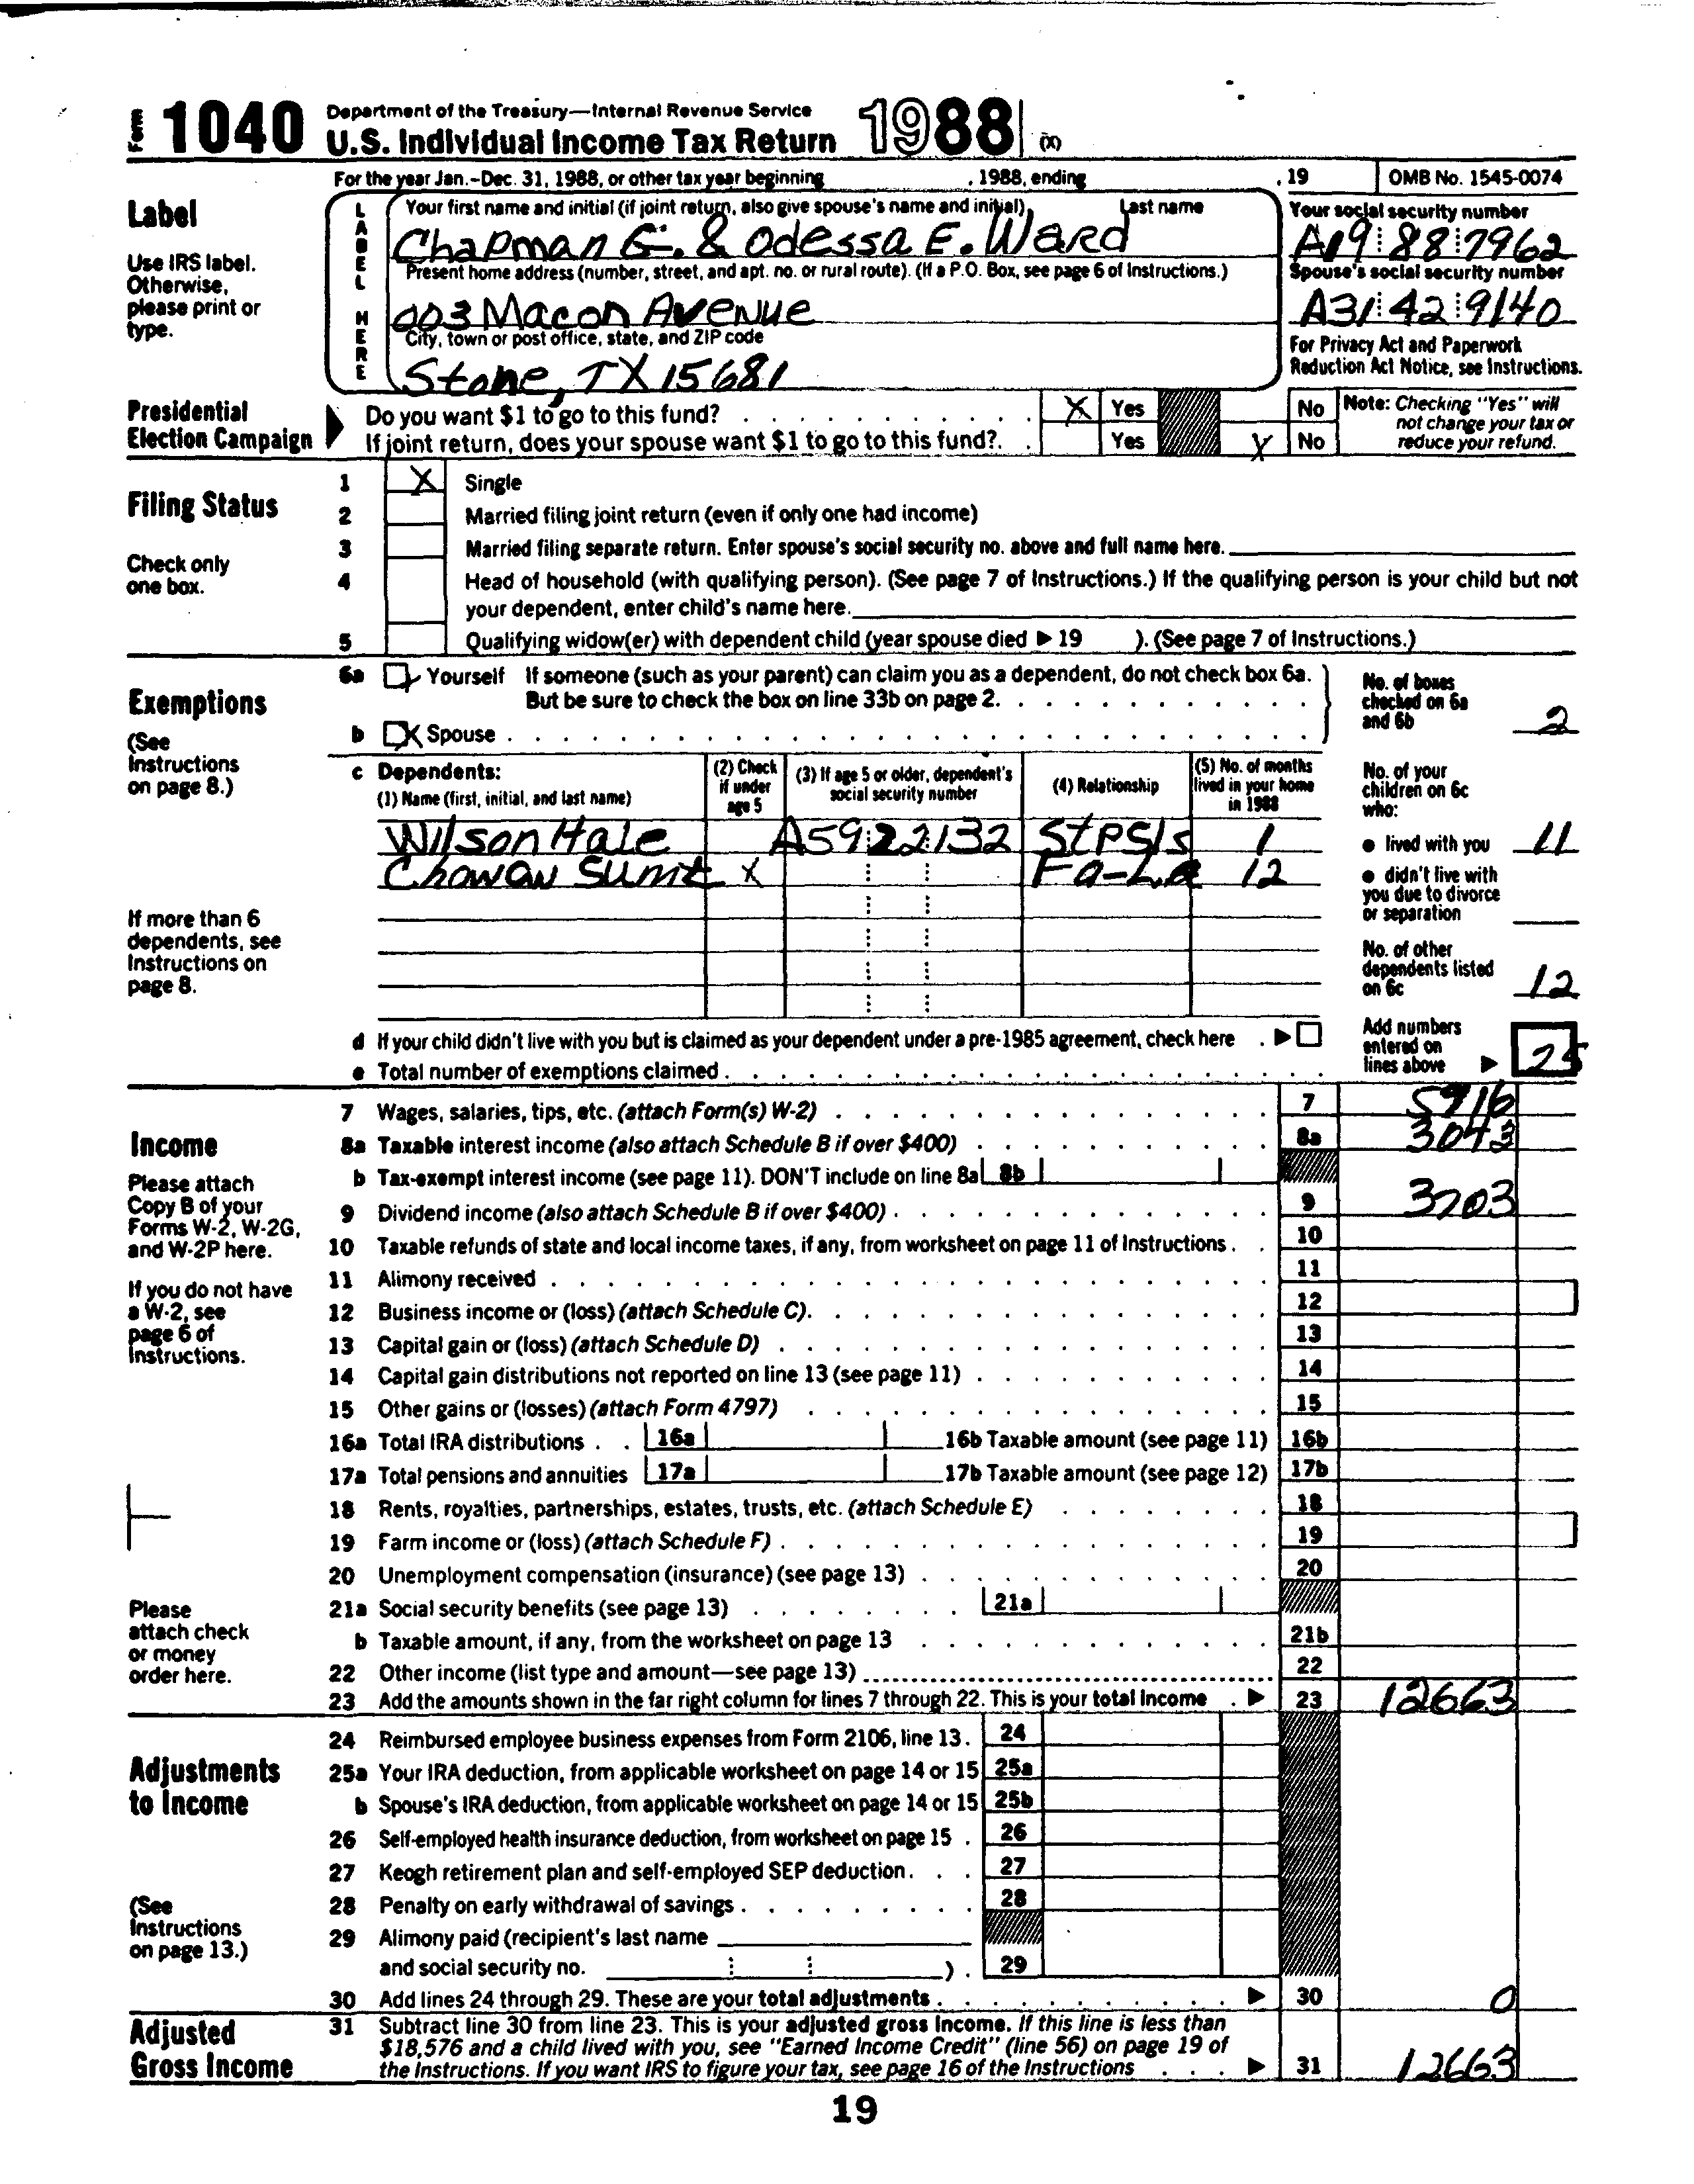 Form 1040 Department of the Treasury—Internal Revenue Service
U.S. Individual Income Tax Return 1988 (X)
For the year Jan.-Dec. 31, 1988, or other tax year beginning , 1988, ending , 19 OMB No. 1545-0074
Label
Use IRS label. Otherwise, please print or type.
LABEL HERE
Your first name and initial (if joint return, also give spouse's name and initial) Last name
Chapman G. & Odessa E. Ward
Your social security number
A19 88 7962
Present home address (number, street, and apt. no. or rural route). (If a P.O. Box, see page 6 of Instructions.)
003 Macon Avenue
Spouse's social security number
A31 42 9140
City, town or post office, state, and ZIP code
Stone, TX 15681
For Privacy Act and Paperwork Reduction Act Notice, see Instructions.
Presidential Election Campaign
Do you want $1 to go to this fund? X Yes No
If joint return, does your spouse want $1 to go to this fund? Yes X No
Note: Checking "Yes" will not change your tax or reduce your refund.
Filing Status
Check only one box.
1 X Single
2 Married filing joint return (even if only one had income)
3 Married filing separate return. Enter spouse's social security no. above and full name here.
4 Head of household (with qualifying person). (See page 7 of Instructions.) If the qualifying person is your child but not
your dependent, enter child's name here.
5 Qualifying widow(er) with dependent child (year spouse died ▶ 19 ). (See page 7 of Instructions.)
Exemptions
(See Instructions on page 8.)
6a Yourself If someone (such as your parent) can claim you as a dependent, do not check box 6a.
But be sure to check the box on line 33b on page 2.
b X Spouse
No. of boxes checked on 6a and 6b 2
c Dependents:
(1) Name (first, initial, and last name)
(2) Check if under age 5
(3) If age 5 or older, dependent's social security number
(4) Relationship
(5) No. of months lived in your home in 1988
Wilson Hale A59 22 2132 StpSis 1
Chowan Sumt X Fa-La 12
If more than 6 dependents, see Instructions on page 8.
No. of your children on 6c who:
● lived with you 11
● didn't live with you due to divorce or separation
No. of other dependents listed on 6c 12
d If your child didn't live with you but is claimed as your dependent under a pre-1985 agreement, check here ▶
e Total number of exemptions claimed
Add numbers entered on lines above ▶ 25
Income
Please attach Copy B of your Forms W-2, W-2G, and W-2P here.
If you do not have a W-2, see page 6 of Instructions.
7 Wages, salaries, tips, etc. (attach Form(s) W-2) 7 5916
8a Taxable interest income (also attach Schedule B if over $400) 8a 3043
b Tax-exempt interest income (see page 11). DON'T include on line 8a 8b
9 Dividend income (also attach Schedule B if over $400) 9 3703
10 Taxable refunds of state and local income taxes, if any, from worksheet on page 11 of Instructions 10
11 Alimony received 11
12 Business income or (loss) (attach Schedule C) 12
13 Capital gain or (loss) (attach Schedule D) 13
14 Capital gain distributions not reported on line 13 (see page 11) 14
15 Other gains or (losses) (attach Form 4797) 15
16a Total IRA distributions 16a 16b Taxable amount (see page 11) 16b
17a Total pensions and annuities 17a 17b Taxable amount (see page 12) 17b
18 Rents, royalties, partnerships, estates, trusts, etc. (attach Schedule E) 18
19 Farm income or (loss) (attach Schedule F) 19
20 Unemployment compensation (insurance) (see page 13) 20
Please attach check or money order here.
21a Social security benefits (see page 13) 21a
b Taxable amount, if any, from the worksheet on page 13 21b
22 Other income (list type and amount—see page 13) 22
23 Add the amounts shown in the far right column for lines 7 through 22. This is your total income ▶ 23 12663
Adjustments to Income
(See Instructions on page 13.)
24 Reimbursed employee business expenses from Form 2106, line 13. 24
25a Your IRA deduction, from applicable worksheet on page 14 or 15 25a
b Spouse's IRA deduction, from applicable worksheet on page 14 or 15 25b
26 Self-employed health insurance deduction, from worksheet on page 15 26
27 Keogh retirement plan and self-employed SEP deduction 27
28 Penalty on early withdrawal of savings 28
29 Alimony paid (recipient's last name
and social security no. ) 29
30 Add lines 24 through 29. These are your total adjustments ▶ 30 0
Adjusted Gross Income
31 Subtract line 30 from line 23. This is your adjusted gross income. If this line is less than
$18,576 and a child lived with you, see "Earned Income Credit" (line 56) on page 19 of
the Instructions. If you want IRS to figure your tax, see page 16 of the Instructions ▶ 31 12663
19